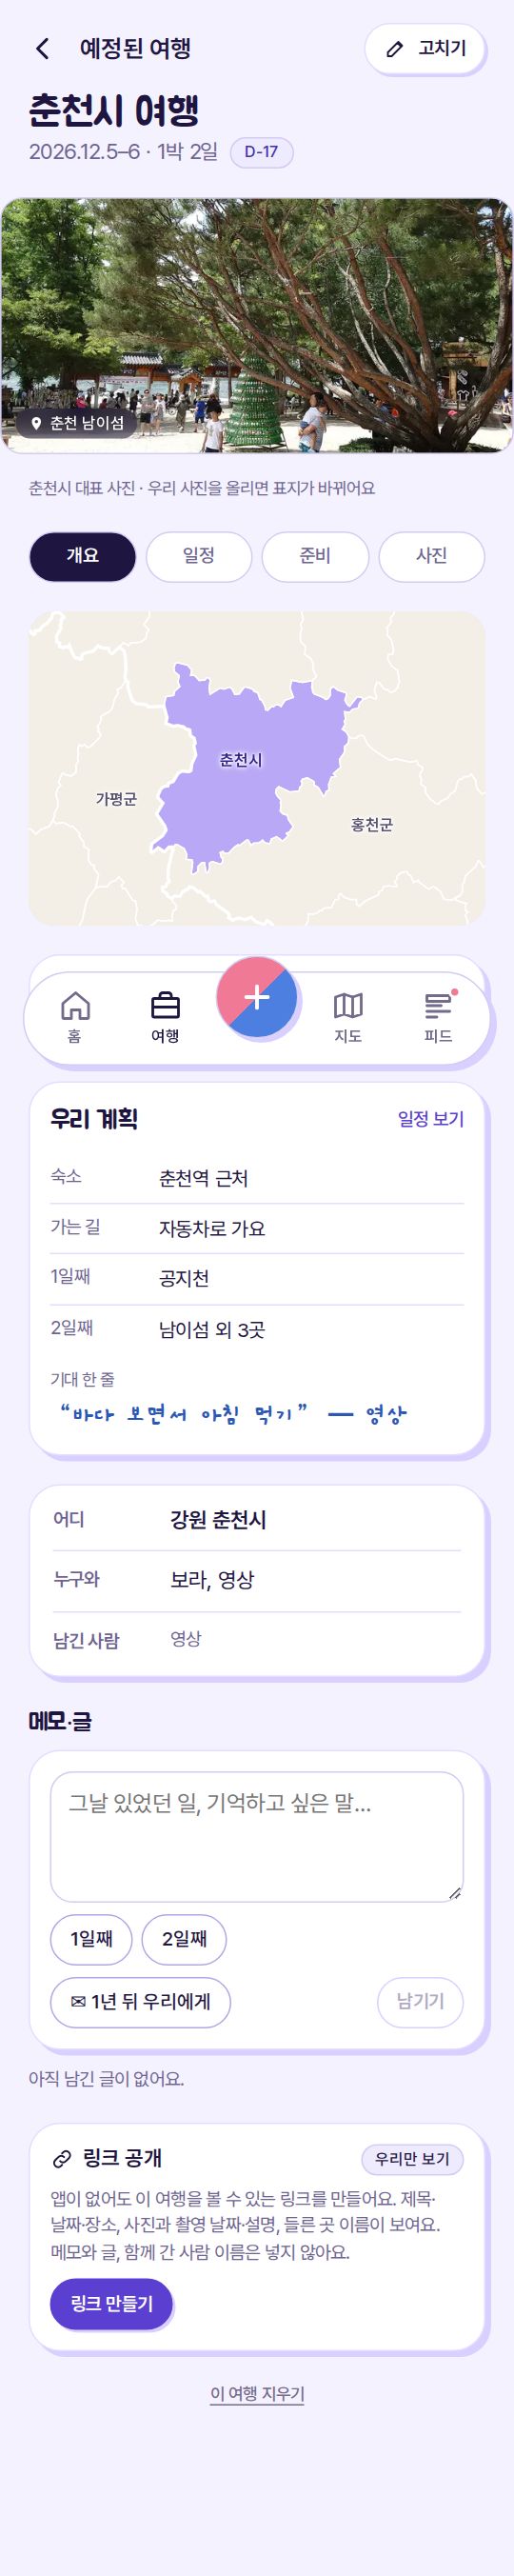 예정된 여행
고치기
춘천시 여행
2026.12.5–6 · 1박 2일
D-17
춘천 남이섬
춘천시 대표 사진 · 우리 사진을 올리면 표지가 바뀌어요
개요
일정
준비
사진
춘천시
가평군
홍천군
홈
여행
지도
피드
우리 계획
일정 보기
숙소
춘천역 근처
가는 길
자동차로 가요
1일째
공지천
2일째
남이섬 외 3곳
기대 한 줄
“바다 보면서 아침 먹기” — 영상
어디
강원 춘천시
누구와
보라, 영상
남긴 사람
영상
메모·글
그날 있었던 일, 기억하고 싶은 말…
1일째
2일째
✉ 1년 뒤 우리에게
남기기
아직 남긴 글이 없어요.
링크 공개
우리만 보기
앱이 없어도 이 여행을 볼 수 있는 링크를 만들어요. 제목·
날짜·장소, 사진과 촬영 날짜·설명, 들른 곳 이름이 보여요.
메모와 글, 함께 간 사람 이름은 넣지 않아요.
링크 만들기
이 여행 지우기